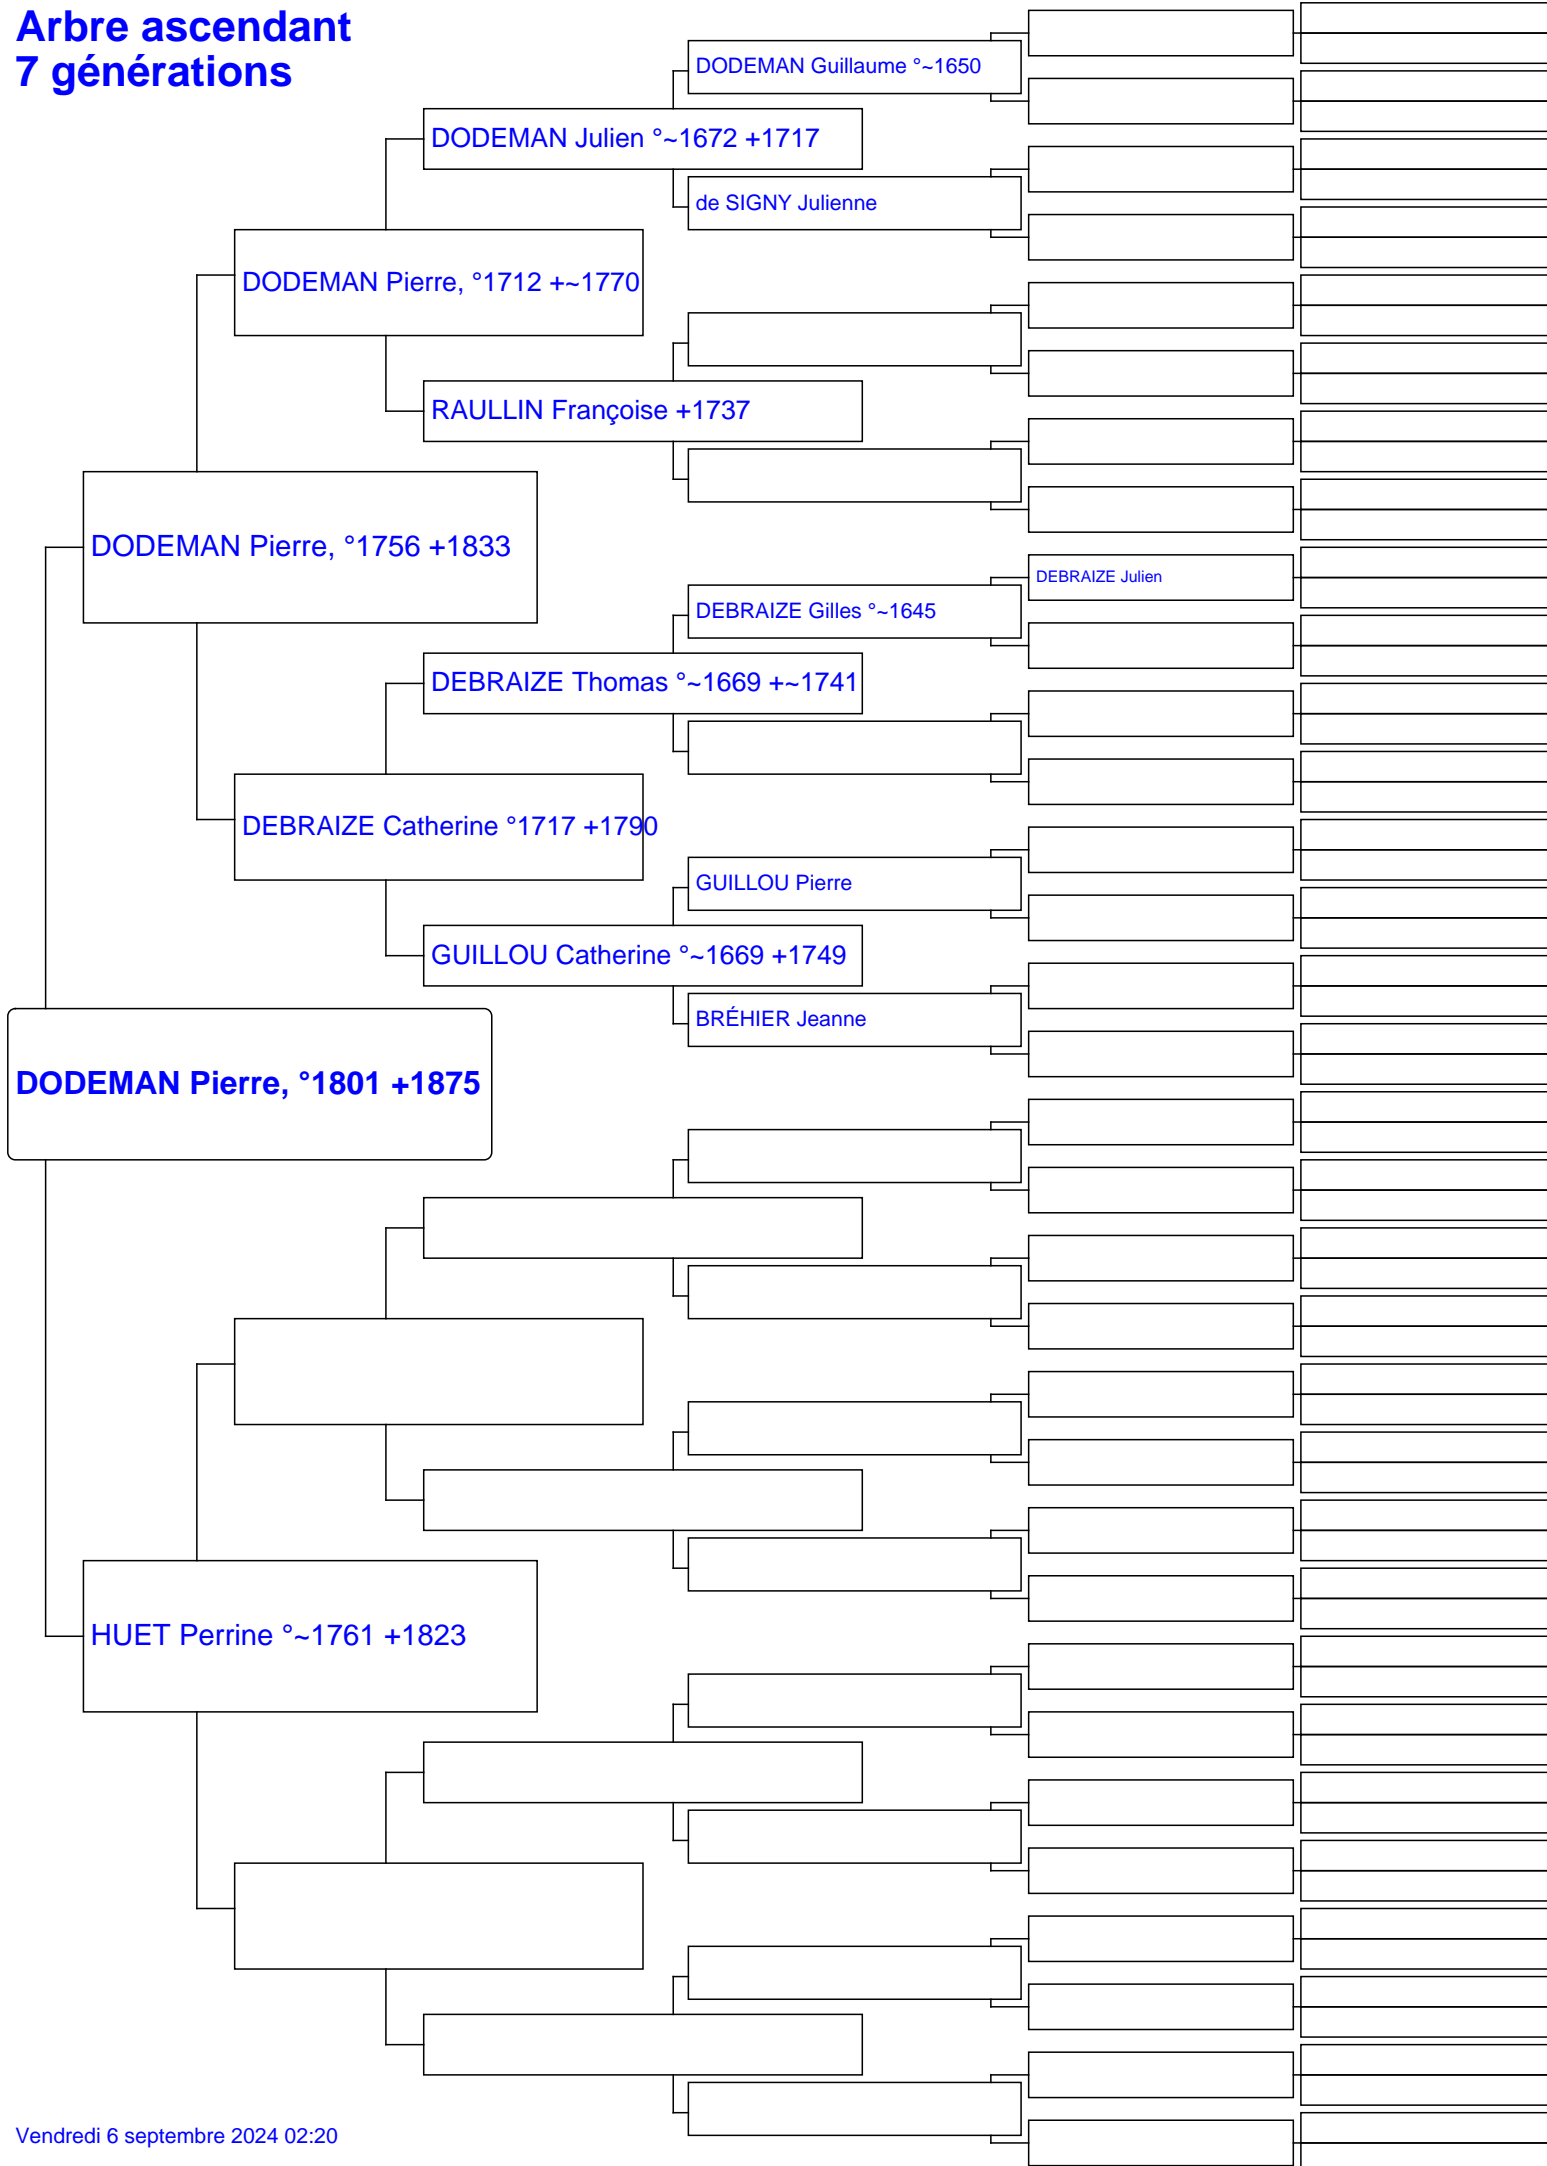 Arbre ascendant
7 générations
DODEMAN Guillaume °~1650
DODEMAN Julien °~1672 +1717
de SIGNY Julienne
DODEMAN Pierre, °1712 +~1770
RAULLIN Françoise +1737
DODEMAN Pierre, °1756 +1833
DEBRAIZE Julien
DEBRAIZE Gilles °~1645
DEBRAIZE Thomas °~1669 +~1741
DEBRAIZE Catherine °1717 +1790
GUILLOU Pierre
GUILLOU Catherine °~1669 +1749
BRÉHIER Jeanne
DODEMAN Pierre, °1801 +1875
HUET Perrine °~1761 +1823
Vendredi 6 septembre 2024 02:20